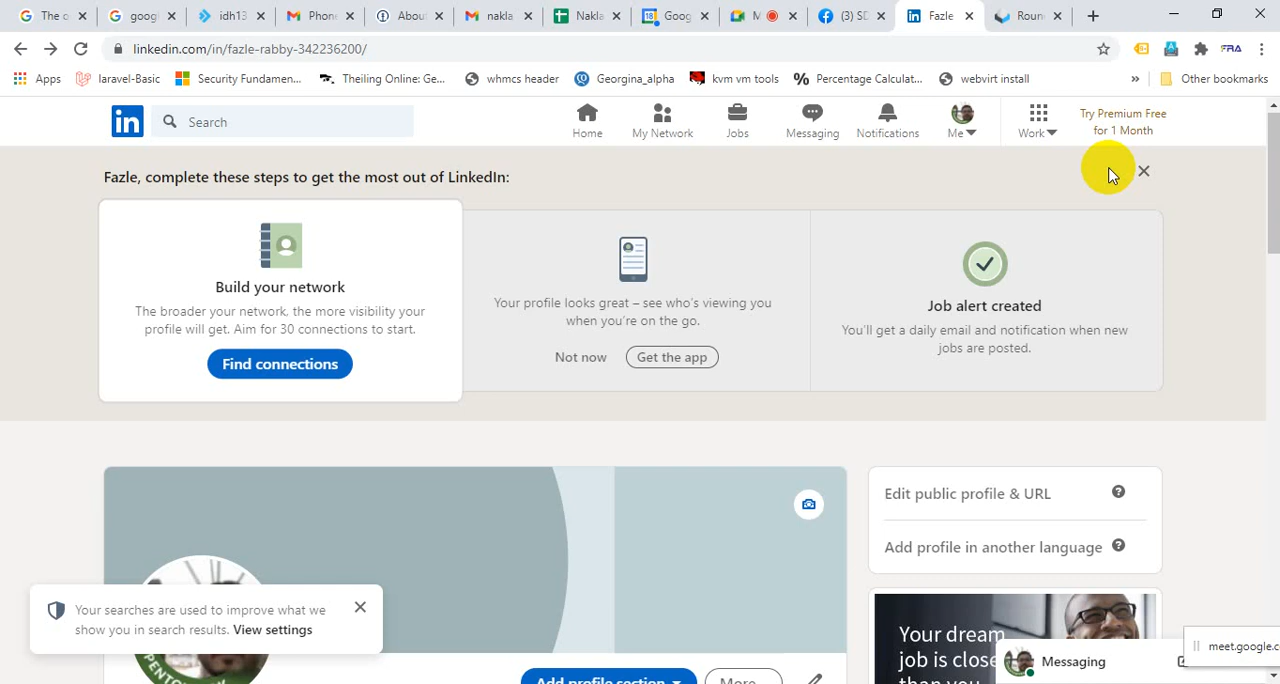 The o
goog
idh13
Phone
Abou
nakla
Nakla
Goog
M
(3) SD
Fazle
Roun
linkedin.com/in/fazle-rabby-342236200/
FRA
Apps
laravel-Basic
Security Fundamen...
Theiling Online: Ge...
whmcs header
Georgina_alpha
kvm vm tools
Percentage Calculat...
webvirt install
»
Other bookmarks
in
Search
Home
My Network
Jobs
Messaging
Notifications
Me
Work
Try Premium Free
for 1 Month
Fazle, complete these steps to get the most out of LinkedIn:
Build your network
The broader your network, the more visibility your
profile will get. Aim for 30 connections to start.
Find connections
Your profile looks great – see who's viewing you
when you're on the go.
Not now
Get the app
Job alert created
You'll get a daily email and notification when new
jobs are posted.
Edit public profile & URL
Add profile in another language
Your searches are used to improve what we
show you in search results. View settings
Add profile section
More
Your dream
job is close
than you
Messaging
meet.google.c